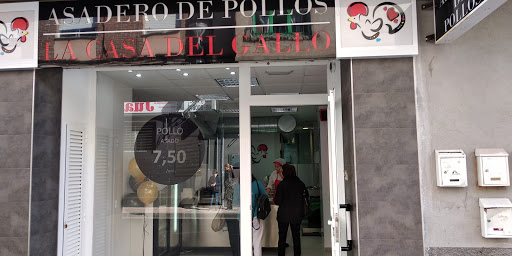 ASADERO DE POLLOS
LA CASA DEL GALLO
POLLO
ASADO
7,50